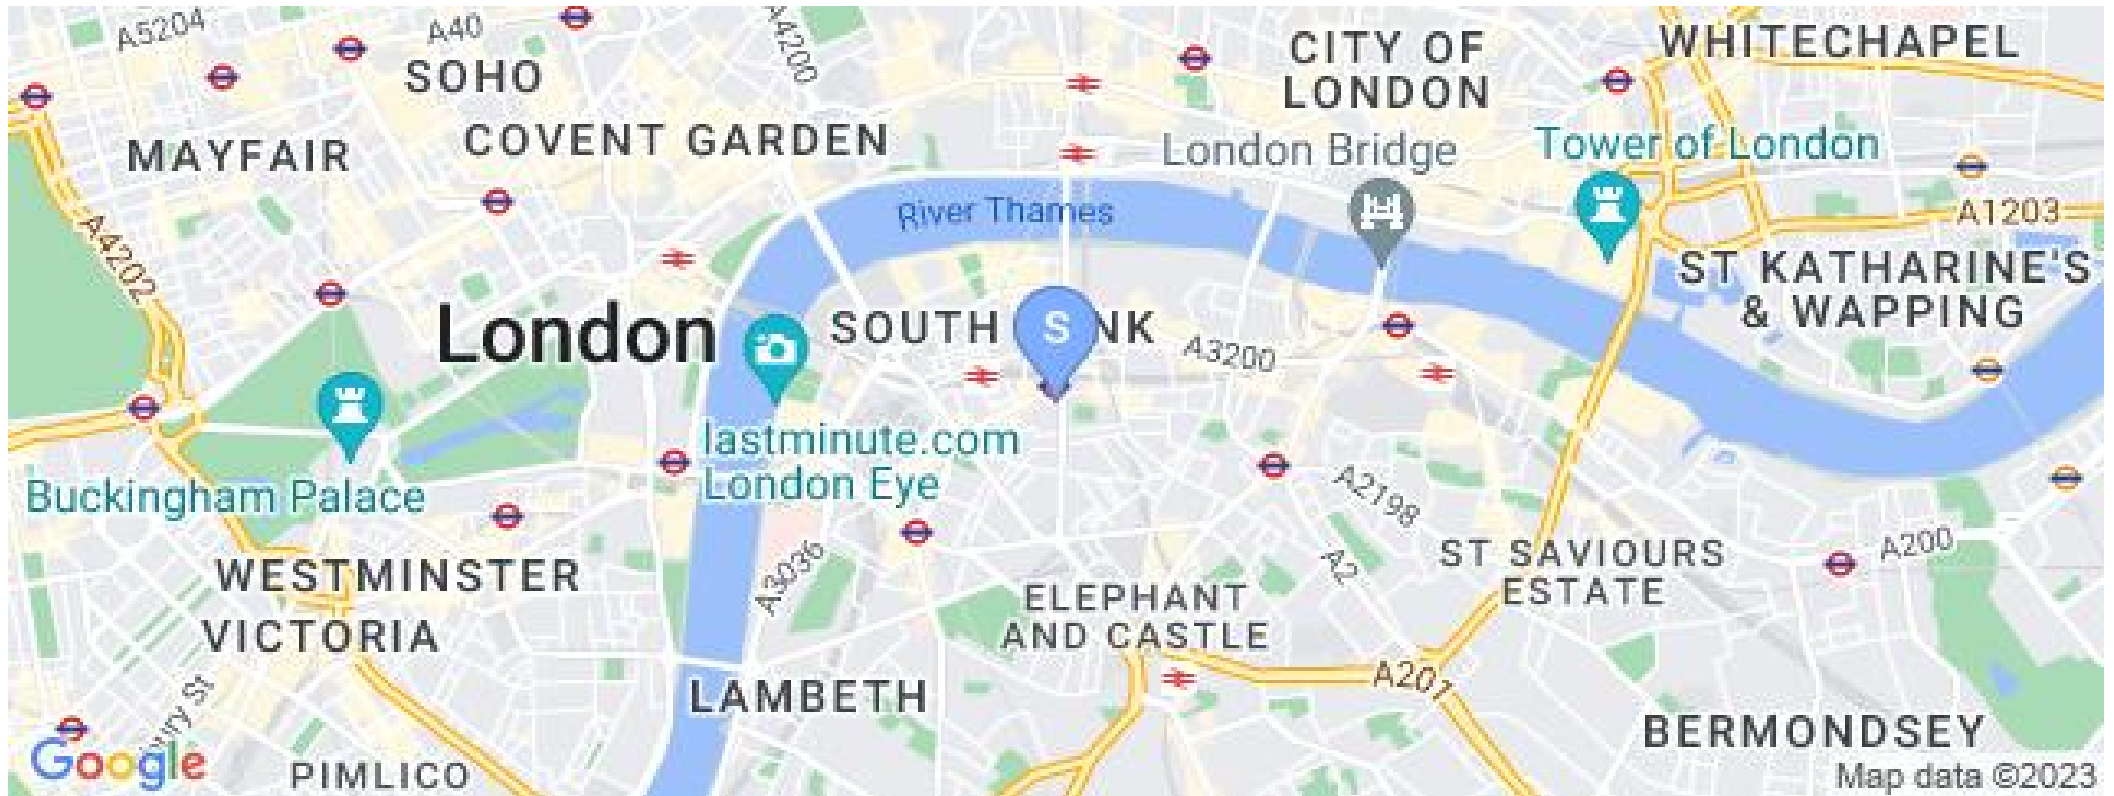 A5204
A40
SOHO
A4200
CITY OF
LONDON
WHITECHAPEL
MAYFAIR
COVENT GARDEN
London Bridge
Tower of London
A4202
River Thames
A1203
ST KATHARINE'S
& WAPPING
London
SOUTH
S
NK
A3200
lastminute.com
London Eye
Buckingham Palace
A2198
A200
WESTMINSTER
A3036
A2
ST SAVIOURS
ESTATE
ELEPHANT
AND CASTLE
VICTORIA
St
LAMBETH
A201
BERMONDSEY
Google
PIMLICO
Map data ©2023